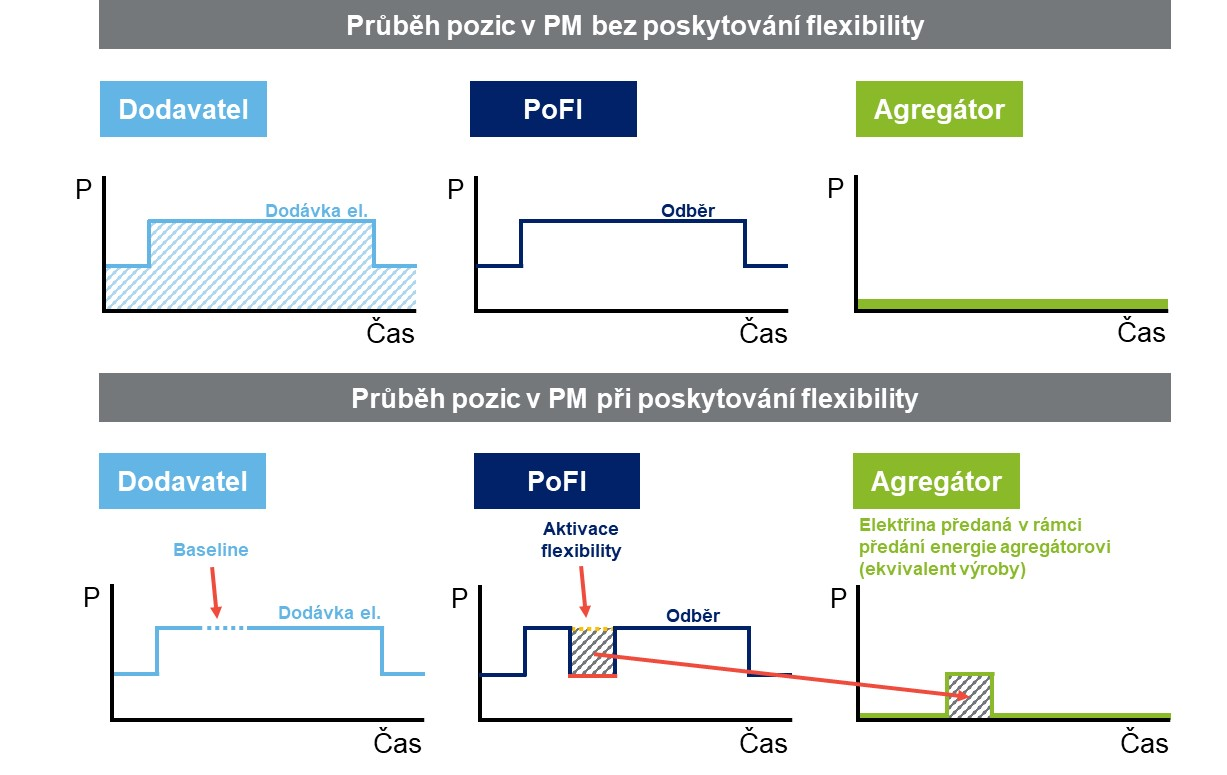 Průběh pozic v PM bez poskytování flexibility
Dodavatel
PoFl
Agregátor
P
Dodávka el.
Čas
P
Odběr
Čas
P
Čas
Průběh pozic v PM při poskytování flexibility
Dodavatel
PoFl
Agregátor
Baseline
P
Dodávka el.
Čas
Aktivace
flexibility
P
Odběr
Čas
Elektřina předaná v rámci
předání energie agregátorovi
(ekvivalent výroby)
P
Čas